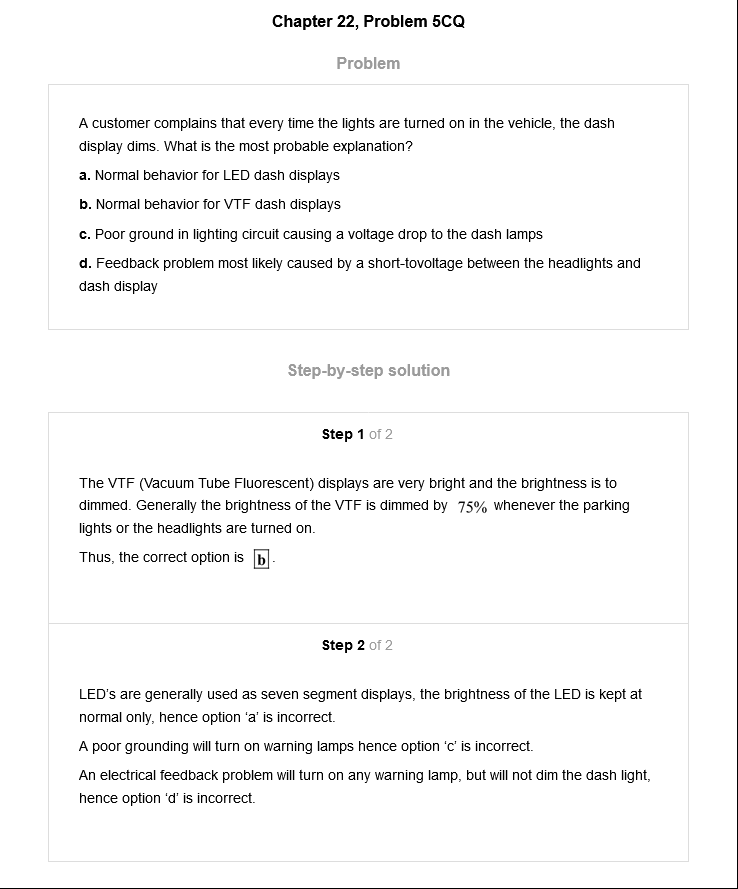 Chapter 22, Problem 5CQ
Problem
A customer complains that every time the lights are turned on in the vehicle, the dash
display dims. What is the most probable explanation?
a. Normal behavior for LED dash displays
b. Normal behavior for VTF dash displays
c. Poor ground in lighting circuit causing a voltage drop to the dash lamps
d. Feedback problem most likely caused by a short-tovoltage between the headlights and
dash display
Step-by-step solution
Step 1 of 2
The VTF (Vacuum Tube Fluorescent) displays are very bright and the brightness is to
dimmed. Generally the brightness of the VTF is dimmed by 75% whenever the parking
lights or the headlights are turned on.
Thus, the correct option is b.
Step 2 of 2
LED's are generally used as seven segment displays, the brightness of the LED is kept at
normal only, hence option 'a' is incorrect.
A poor grounding will turn on warning lamps hence option 'c' is incorrect.
An electrical feedback problem will turn on any warning lamp, but will not dim the dash light,
hence option 'd' is incorrect.